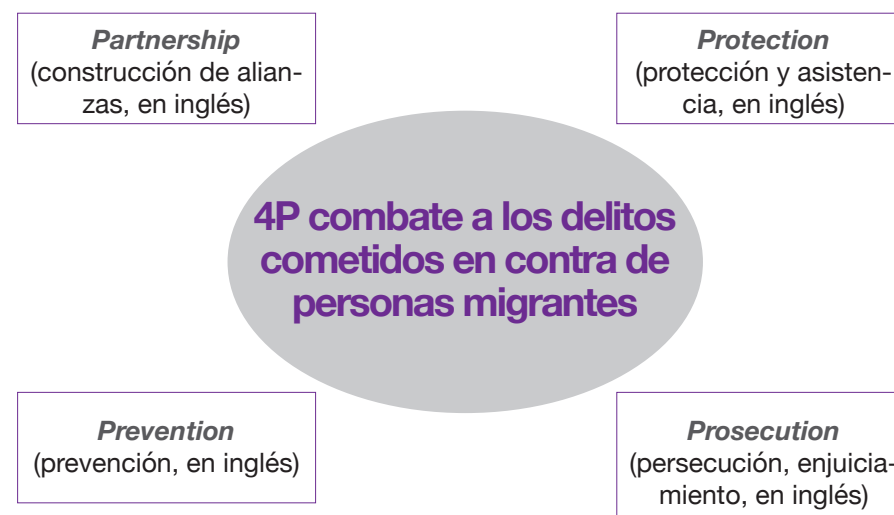 Partnership
(construcción de alian-
zas, en inglés)
Protection
(protección y asisten-
cia, en inglés)
4P combate a los delitos
cometidos en contra de
personas migrantes
Prevention
(prevención, en inglés)
Prosecution
(persecución, enjuicia-
miento, en inglés)